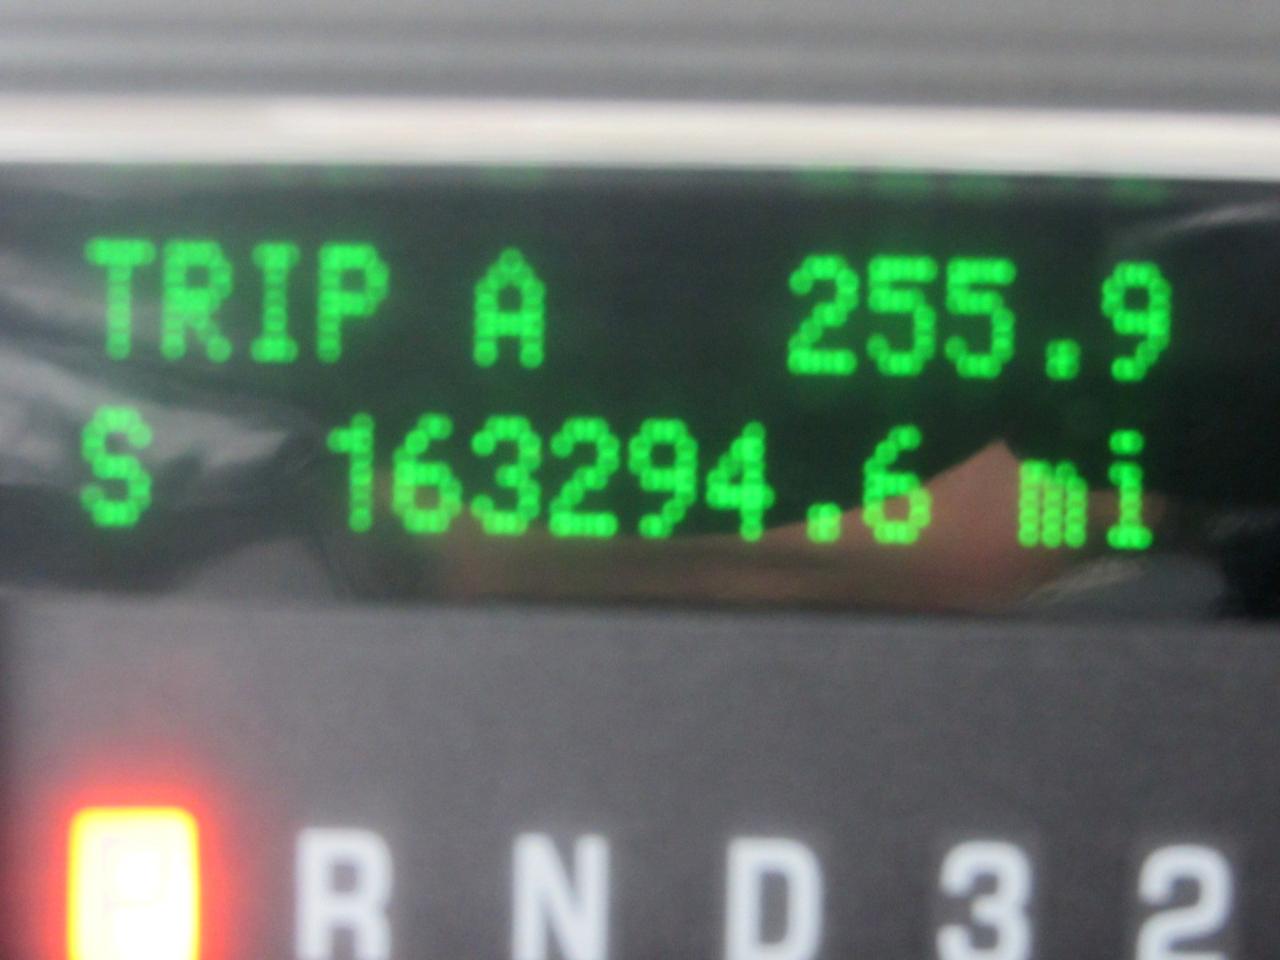 TRIP A 255.9
S 163294.6 mi
P R N D 3 2